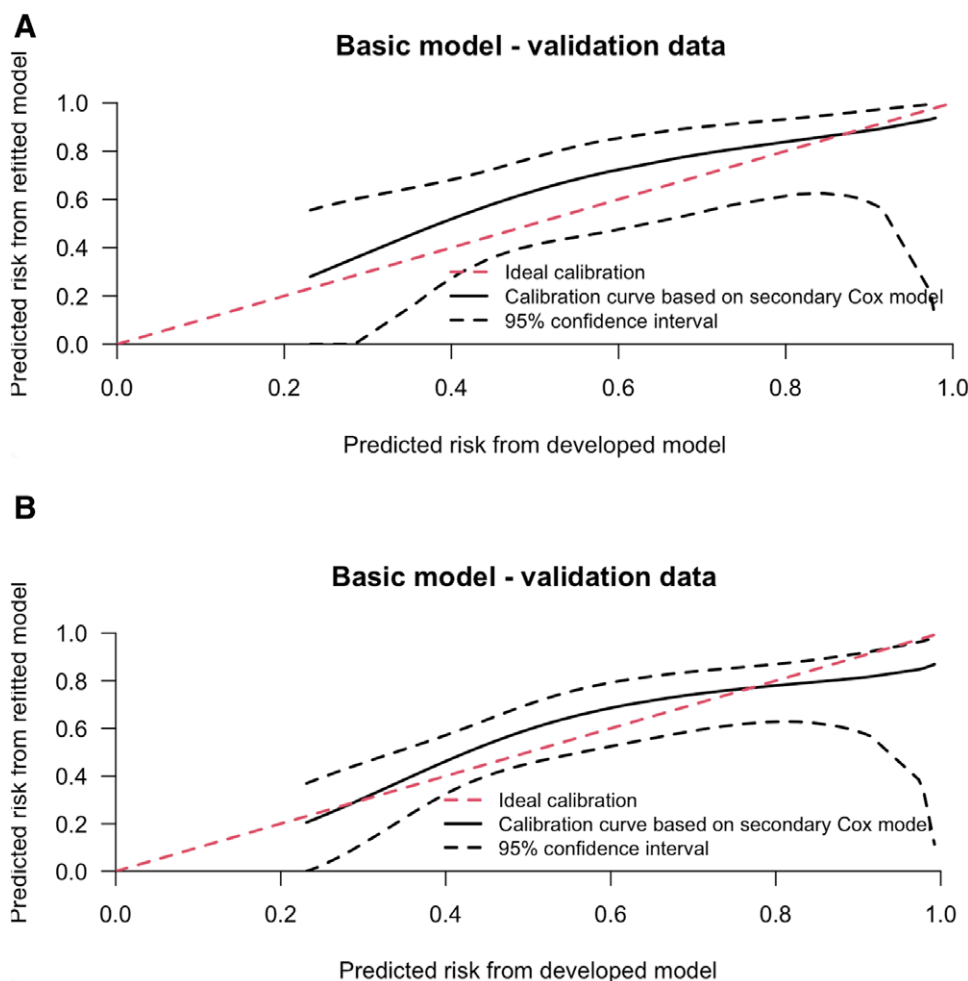 A
Basic model - validation data
Predicted risk from refitted model
1.0
0.8
0.6
0.4
0.2
0.0
Ideal calibration
Calibration curve based on secondary Cox model
95% confidence interval
0.0 0.2 0.4 0.6 0.8 1.0
Predicted risk from developed model
B
Basic model - validation data
Predicted risk from refitted model
1.0
0.8
0.6
0.4
0.2
0.0
Ideal calibration
Calibration curve based on secondary Cox model
95% confidence interval
0.0 0.2 0.4 0.6 0.8 1.0
Predicted risk from developed model